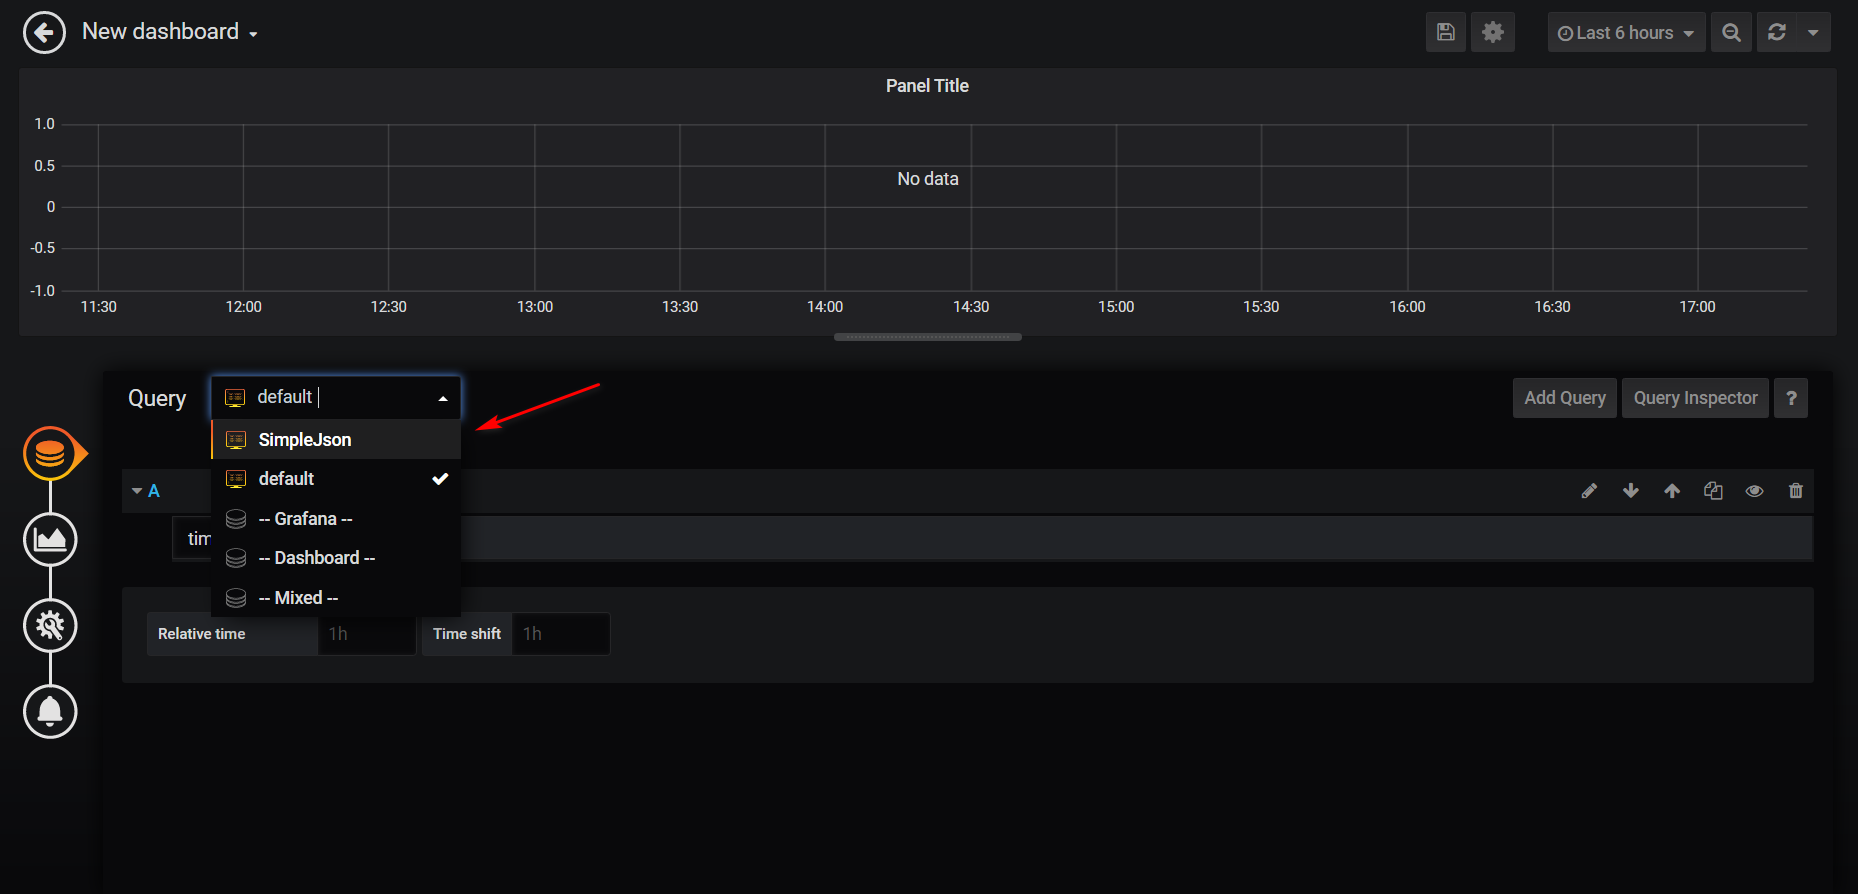 New dashboard
Last 6 hours
Panel Title
1.0
0.5
0
-0.5
-1.0
No data
11:30 12:00 12:30 13:00 13:30 14:00 14:30 15:00 15:30 16:00 16:30 17:00
Query
default
Add Query
Query Inspector
?
SimpleJson
default
-- Grafana --
-- Dashboard --
-- Mixed --
A
tim
Relative time
1h
Time shift
1h